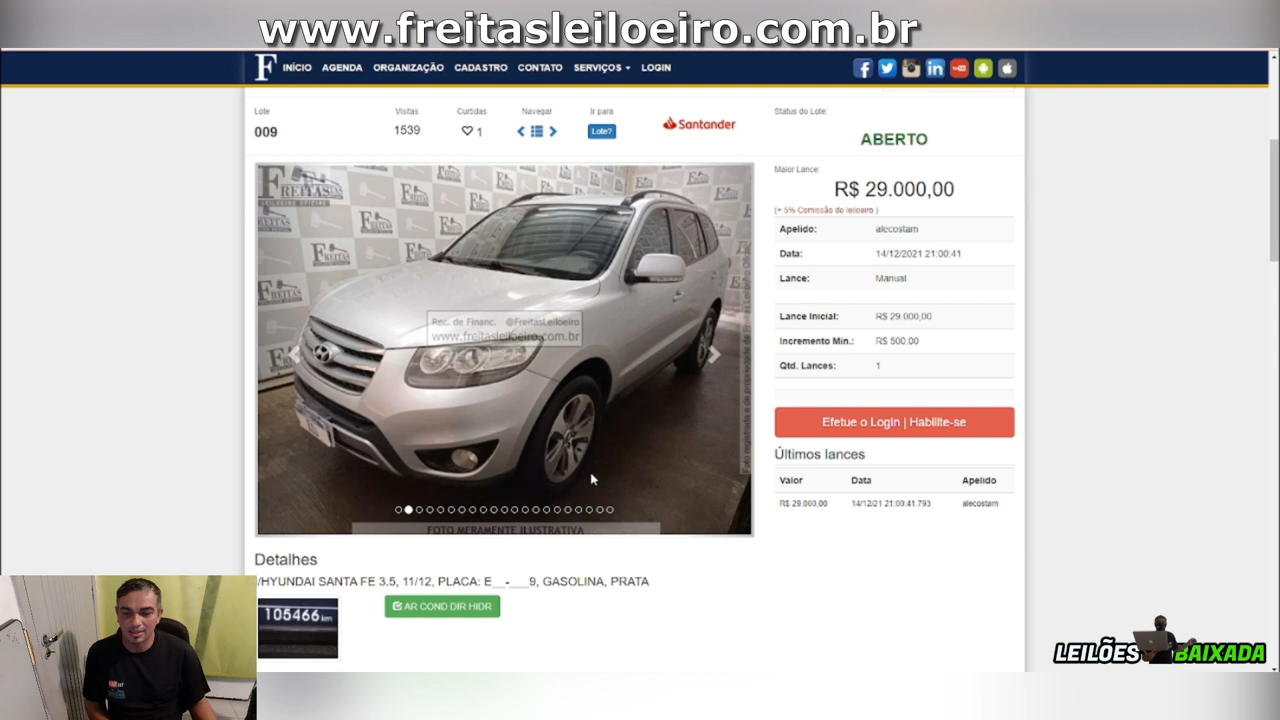 www.freitasleiloeiro.com.br
F INÍCIO AGENDA ORGANIZAÇÃO CADASTRO CONTATO SERVIÇOS LOGIN
Lote Visitas Curtidas Navegar Ir para
009 1539 1 Lote? Santander
Status do Lote:
ABERTO
Maior Lance:
R$ 29.000,00
(+ 5% Comissão do leiloeiro )
Apelido: alecostam
Data: 14/12/2021 21:00:41
Lance: Manual
Lance Inicial: R$ 29.000,00
Incremento Min.: R$ 500,00
Qtd. Lances: 1
Efetue o Login | Habilite-se
Últimos lances
Valor Data Apelido
R$ 29.000,00 14/12/21 21:00:41.793 alecostam
FREITAS
Rec. de Financ. @FreitasLeiloeiro
www.freitasleiloeiro.com.br
FOTO MERAMENTE ILUSTRATIVA
Detalhes
/HYUNDAI SANTA FE 3.5, 11/12, PLACA: E__-___9, GASOLINA, PRATA
105466 km
AR COND DIR HIDR
LEILÕES BAIXADA